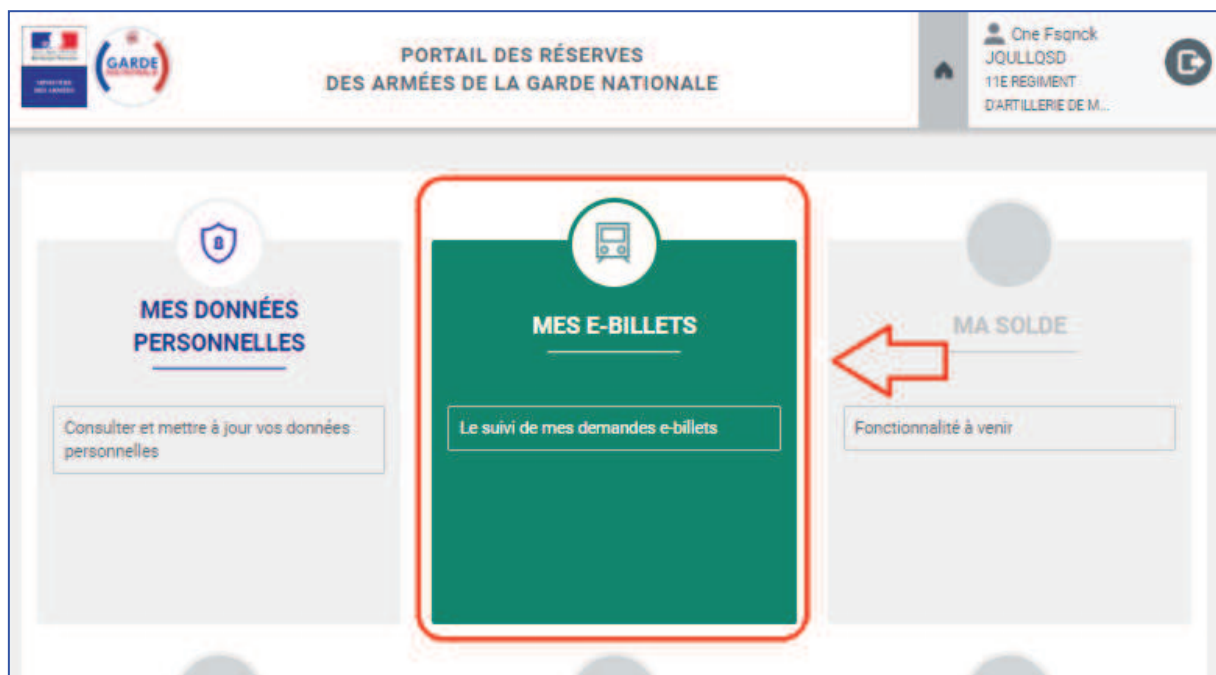 GARDE
NATIONALE
PORTAIL DES RÉSERVES
DES ARMÉES DE LA GARDE NATIONALE
One Fsqnck
JQULLQSD
11E REGIMENT
D'ARTILLERIE DE M...
MES DONNÉES
PERSONNELLES
Consulter et mettre à jour vos données
personnelles
MES E-BILLETS
Le suivi de mes demandes e-billets
MA SOLDE
Fonctionnalité à venir